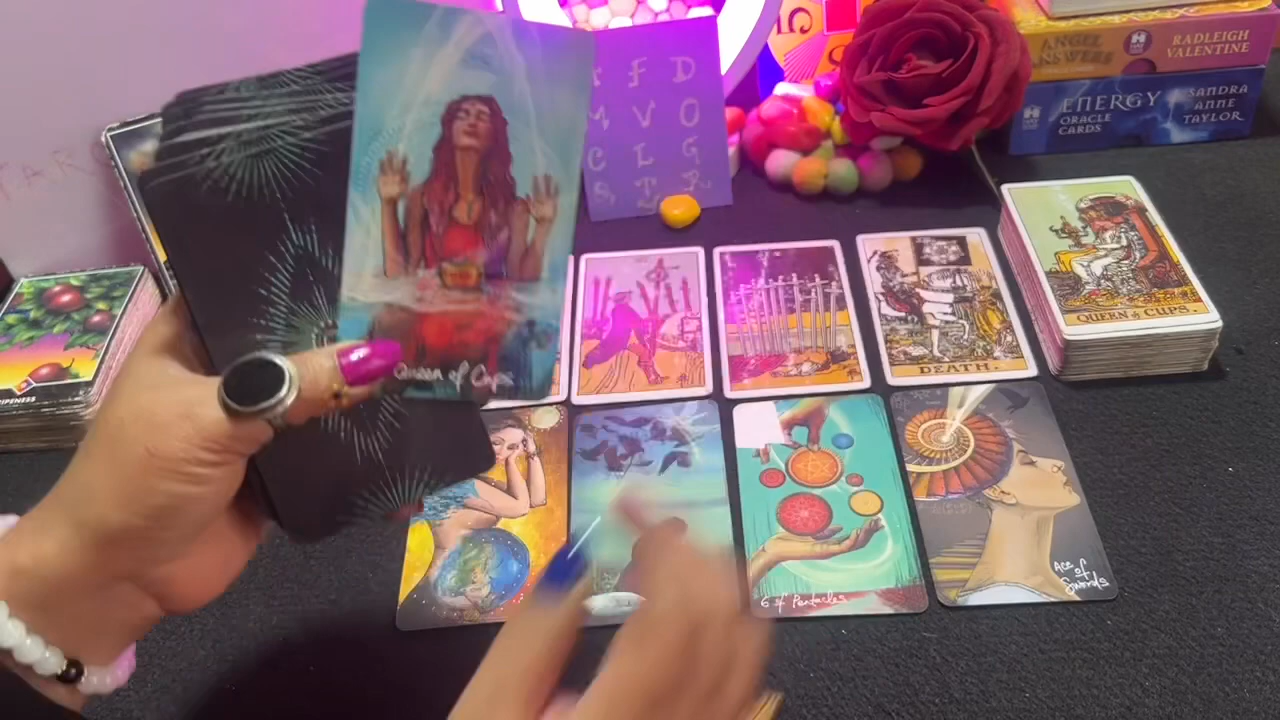 F D
V O
C L G
S P R
ANGEL
ANSWERS
RADLEIGH
VALENTINE
ENERGY
ORACLE
CARDS
SANDRA
ANNE
TAYLOR
Queen of Cups
DEATH.
QUEEN of CUPS.
RIPENESS
6 of Pentacles
Ace
of
Swords